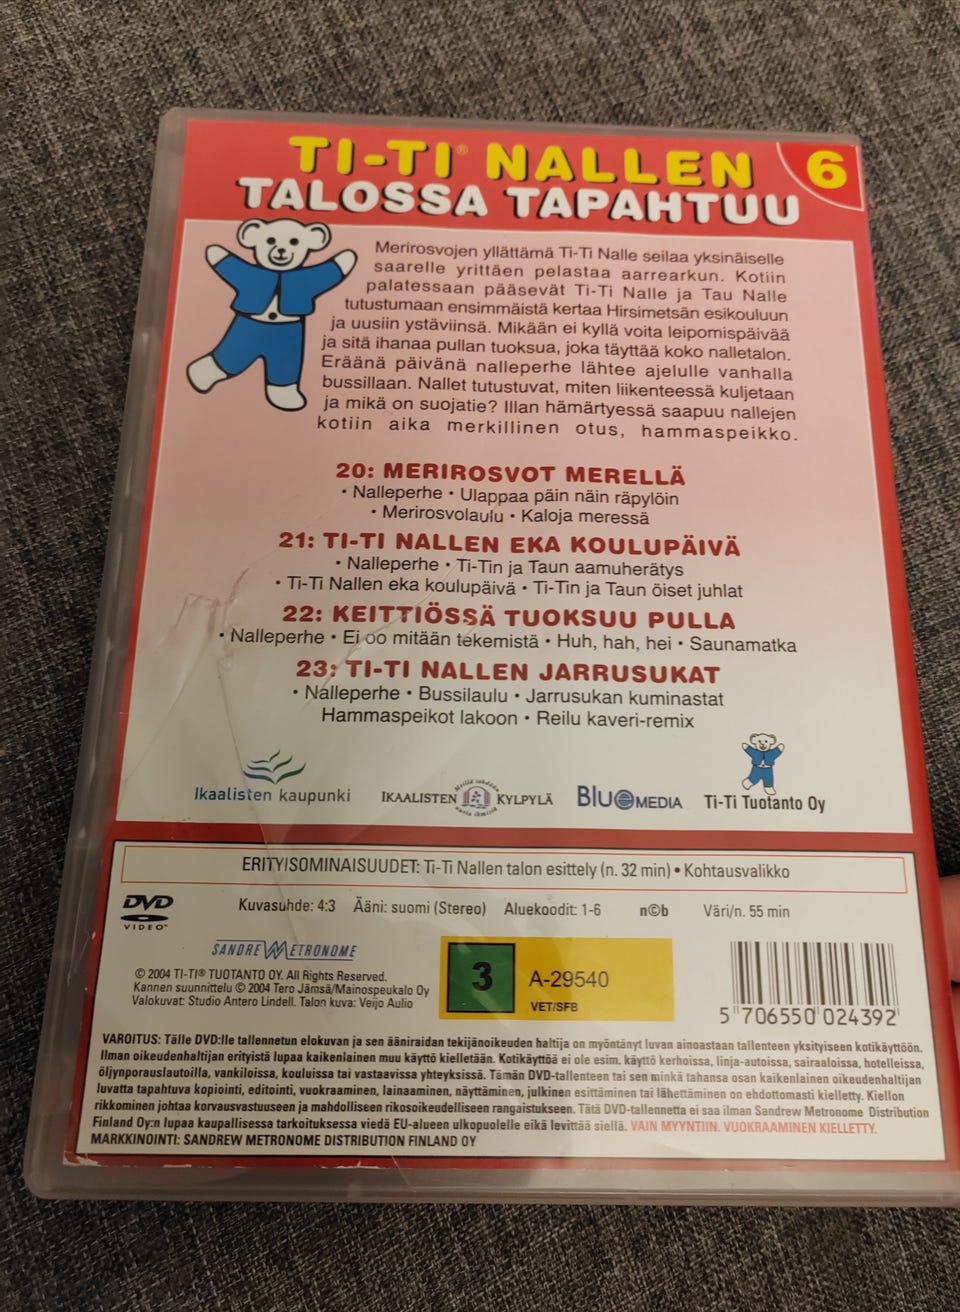 TI-TI® NALLEN
TALOSSA TAPAHTUU
6
Merirosvojen yllättämä Ti-Ti Nalle seilaa yksinäiselle
saarelle yrittäen pelastaa aarrearkun. Kotiin
palatessaan pääsevät Ti-Ti Nalle ja Tau Nalle
tutustumaan ensimmäistä kertaa Hirsimetsän esikouluun
ja uusiin ystäviinsä. Mikään ei kyllä voita leipomispäivää
ja sitä ihanaa pullan tuoksua, joka täyttää koko nalletalon.
Eräänä päivänä nalleperhe lähtee ajelulle vanhalla
bussillaan. Nallet tutustuvat, miten liikenteessä kuljetaan
ja mikä on suojatie? Illan hämärtyessä saapuu nallejen
kotiin aika merkillinen otus, hammaspeikko.
20: MERIROSVOT MERELLÄ
• Nalleperhe • Ulappaa päin näin räpylöin
• Merirosvolaulu • Kaloja meressä
21: TI-TI NALLEN EKA KOULUPÄIVÄ
• Nalleperhe • Ti-Tin ja Taun aamuherätys
• Ti-Ti Nallen eka koulupäivä • Ti-Tin ja Taun öiset juhlat
22: KEITTIÖSSÄ TUOKSUU PULLA
• Nalleperhe • Ei oo mitään tekemistä • Huh, hah, hei • Saunamatka
23: TI-TI NALLEN JARRUSUKAT
• Nalleperhe • Bussilaulu • Jarrusukan kuminastat
Hammaspeikot lakoon • Reilu kaveri-remix
Ikaalisten kaupunki
IKAALISTEN KYLPYLÄ
Meillä tehdään
uusia ihmisiä
Blue MEDIA
Ti-Ti Tuotanto Oy
ERITYISOMINAISUUDET: Ti-Ti Nallen talon esittely (n. 32 min) • Kohtausvalikko
DVD
VIDEO™
Kuvasuhde: 4:3 Ääni: suomi (Stereo) Aluekoodit: 1-6 n©b Väri/n. 55 min
SANDREW METRONOME
© 2004 TI-TI® TUOTANTO OY. All Rights Reserved.
Kannen suunnittelu © 2004 Tero Jämsä/Mainospeukalo Oy
Valokuvat: Studio Antero Lindell. Talon kuva: Veijo Aulio
3
A-29540
VET/SFB
5 706550 024392
VAROITUS: Tälle DVD:lle tallennetun elokuvan ja sen ääniraidan tekijänoikeuden haltija on myöntänyt luvan ainoastaan tallenteen yksityiseen kotikäyttöön.
Ilman oikeudenhaltijan erityistä lupaa kaikenlainen muu käyttö kielletään. Kotikäyttöä ei ole esim. käyttö kerhoissa, linja-autoissa, sairaaloissa, hotelleissa,
öljynporauslautoilla, vankiloissa, kouluissa tai vastaavissa yhteyksissä. Tämän DVD-tallenteen tai sen minkä tahansa osan kaikenlainen oikeudenhaltijan
luvatta tapahtuva kopiointi, editointi, vuokraaminen, lainaaminen, näyttäminen, julkinen esittäminen tai lähettäminen on ehdottomasti kielletty. Kiellon
rikkominen johtaa korvausvastuuseen ja mahdolliseen rikosoikeudelliseen rangaistukseen. Tätä DVD-tallennetta ei saa ilman Sandrew Metronome Distribution
Finland Oy:n lupaa kaupallisessa tarkoituksessa viedä EU-alueen ulkopuolelle eikä levittää siellä. VAIN MYYNTIIN. VUOKRAAMINEN KIELLETTY.
MARKKINOINTI: SANDREW METRONOME DISTRIBUTION FINLAND OY